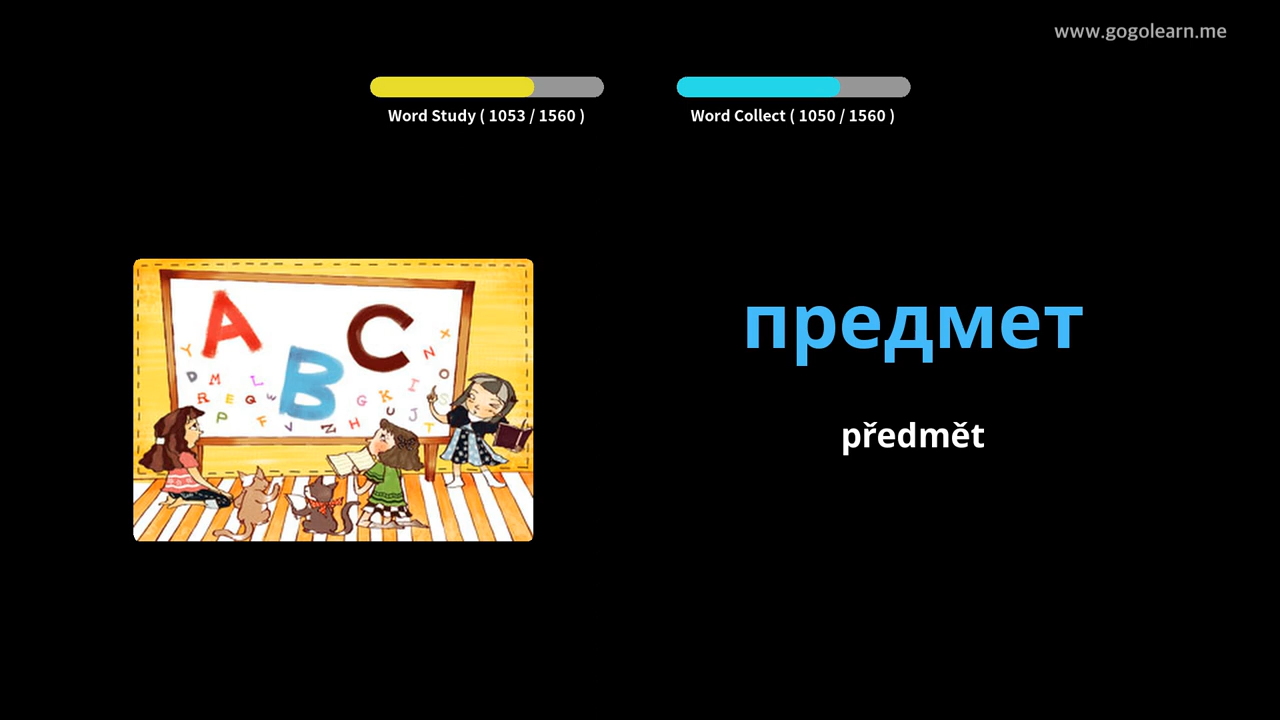 www.gogolearn.me
Word Study ( 1053 / 1560 )
Word Collect ( 1050 / 1560 )
A
B
C
Y
D
M
L
X
N
O
R
E
Q
W
G
K
I
S
P
F
V
Z
H
U
J
T
предмет
předmět